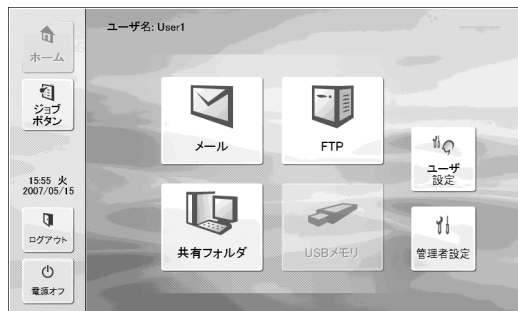 ユーザ名: User1
ホーム
ジョブ
ボタン
15:55 火
2007/05/15
ログアウト
電源オフ
メール
FTP
共有フォルダ
USBメモリ
ユーザ
設定
管理者設定